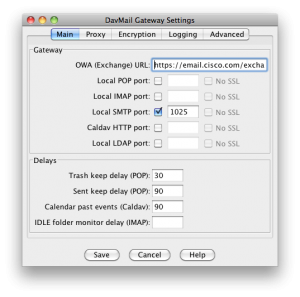 DavMail Gateway Settings
Main Proxy Encryption Logging Advanced
Gateway
OWA (Exchange) URL: https://email.cisco.com/excha
Local POP port: No SSL
Local IMAP port: No SSL
Local SMTP port: 1025 No SSL
Caldav HTTP port: No SSL
Local LDAP port: No SSL
Delays
Trash keep delay (POP): 30
Sent keep delay (POP): 90
Calendar past events (Caldav): 90
IDLE folder monitor delay (IMAP):
Save Cancel Help